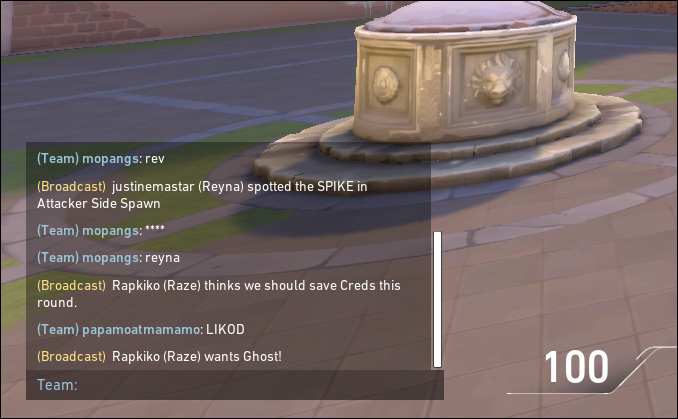 (Team) mopangs: rev
(Broadcast) justinemastar (Reyna) spotted the SPIKE in
Attacker Side Spawn
(Team) mopangs: ****
(Team) mopangs: reyna
(Broadcast) Rapkiko (Raze) thinks we should save Creds this
round.
(Team) papamoatmamamo: LIKOD
(Broadcast) Rapkiko (Raze) wants Ghost!
Team:
100